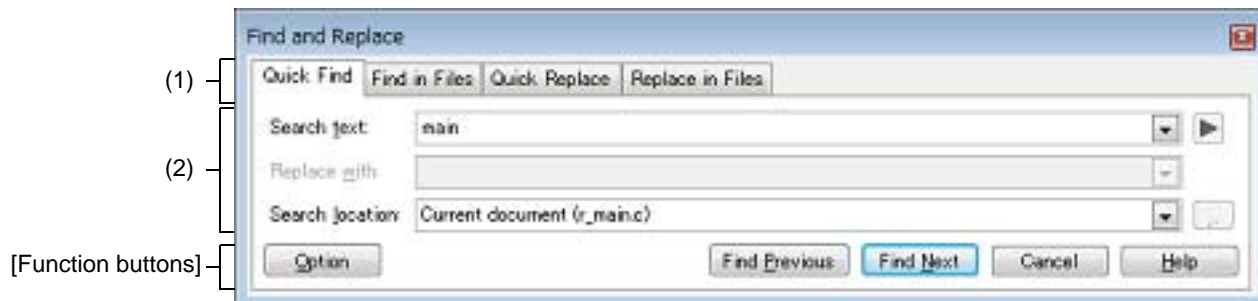 Find and Replace
(1)
Quick Find Find in Files Quick Replace Replace in Files
(2)
Search text: main
Replace with:
Search location: Current document (r_main.c)
[Function buttons]
Option Find Previous Find Next Cancel Help